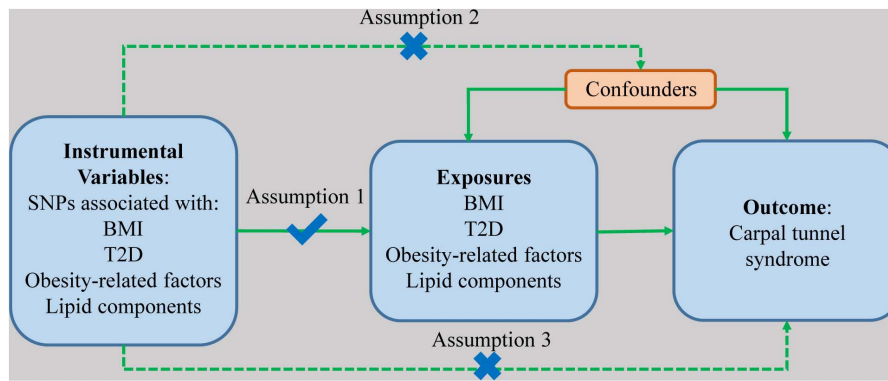 Assumption 2
Confounders
Instrumental
Variables:
SNPs associated with:
BMI
T2D
Obesity-related factors
Lipid components
Assumption 1
Exposures
BMI
T2D
Obesity-related factors
Lipid components
Outcome:
Carpal tunnel
syndrome
Assumption 3